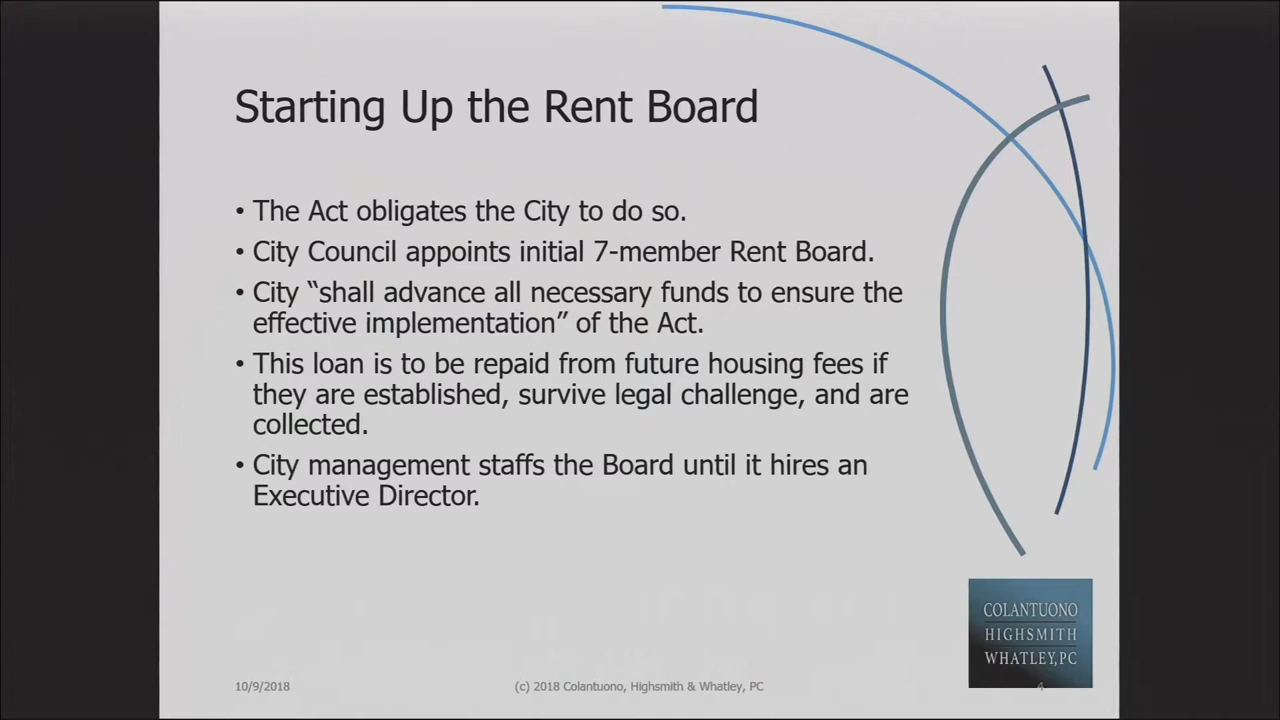 Starting Up the Rent Board
• The Act obligates the City to do so.
• City Council appoints initial 7-member Rent Board.
• City “shall advance all necessary funds to ensure the
effective implementation” of the Act.
• This loan is to be repaid from future housing fees if
they are established, survive legal challenge, and are
collected.
• City management staffs the Board until it hires an
Executive Director.
COLANTUONO
HIGHSMITH
WHATLEY,PC
10/9/2018
(c) 2018 Colantuono, Highsmith & Whatley, PC
4